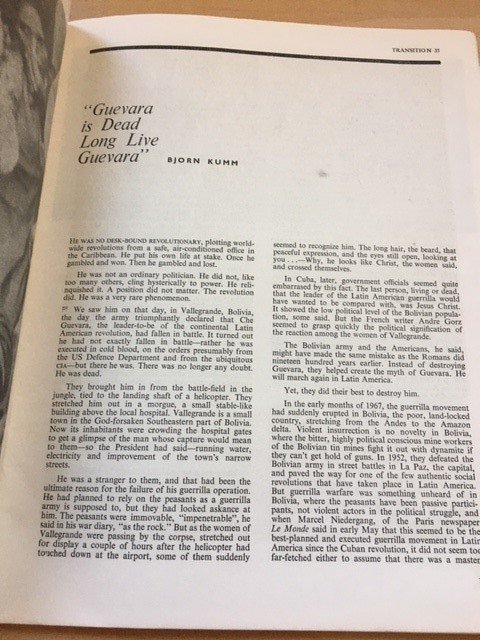 TRANSITION 35
"Guevara
is Dead
Long Live
Guevara"
BJORN KUMM
HE WAS NO DESK-BOUND REVOLUTIONARY, plotting world-
wide revolutions from a safe, air-conditioned office in
the Caribbean. He put his own life at stake. Once he
gambled and won. Then he gambled and lost.
He was not an ordinary politician. He did not, like
too many others, cling hysterically to power. He reli-
nquished it. A position did not matter. The revolution
did. He was a very rare phenomenon.
We saw him on that day, in Vallegrande, Bolivia,
the day the army triumphantly declared that Che
Guevara, the leader-to-be of the continental Latin
American revolution, had fallen in battle. It turned out
he had not exactly fallen in battle—rather he was
executed in cold blood, on the orders presumably from
the US Defence Department and from the ubiquitous
CIA—but there he was. There was no longer any doubt.
He was dead.
They brought him in from the battle-field in the
jungle, tied to the landing shaft of a helicopter. They
stretched him out in a morgue, a small stable-like
building above the local hospital. Vallegrande is a small
town in the God-forsaken Southeastern part of Bolivia.
Now its inhabitants were crowding the hospital gates
to get a glimpse of the man whose capture would mean
to them—so the President had said—running water,
electricity and improvement of the town's narrow
streets.
He was a stranger to them, and that had been the
ultimate reason for the failure of his guerrilla operation.
He had planned to rely on the peasants as a guerrilla
army is supposed to, but they had looked askance at
him. The peasants were immovable, "impenetrable", he
said in his war diary, "as the rock." But as the women of
Vallegrande were passing by the corpse, stretched out
for display a couple of hours after the helicopter had
touched down at the airport, some of them suddenly
seemed to recognize him. The long hair, the beard, that
peaceful expression, and the eyes still open, looking at
you . . .—Why, he looks like Christ, the women said,
and crossed themselves.
In Cuba, later, government officials seemed quite
embarrassed by this fact. The last person, living or dead,
that the leader of the Latin American guerrilla would
have wanted to be compared with, was Jesus Christ.
It showed the low political level of the Bolivian popula-
tion, some said. But the French writer Andre Gorz
seemed to grasp quickly the political signification of
the reaction among the women of Vallegrande.
The Bolivian army and the Americans, he said,
might have made the same mistake as the Romans did
nineteen hundred years earlier. Instead of destroying
Guevara, they helped create the myth of Guevara. He
will march again in Latin America.
Yet, they did their best to destroy him.
In the early months of 1967, the guerrilla movement
had suddenly erupted in Bolivia, the poor, land-locked
country, stretching from the Andes to the Amazon
delta. Violent insurrection is no novelty in Bolivia,
where the bitter, highly political conscious mine workers
of the Bolivian tin mines fight it out with dynamite if
they can't get hold of guns. In 1952, they defeated the
Bolivian army in street battles in La Paz, the capital,
and paved the way for one of the few authentic social
revolutions that have taken place in Latin America.
But guerrilla warfare was something unheard of in
Bolivia, where the peasants have been passive partici-
pants, not violent actors in the political struggle, and
when Marcel Niedergang, of the Paris newspaper
Le Monde said in early May that this seemed to be the
best-planned and executed guerrilla movement in Latin
America since the Cuban revolution, it did not seem too
far-fetched either to assume that there was a master